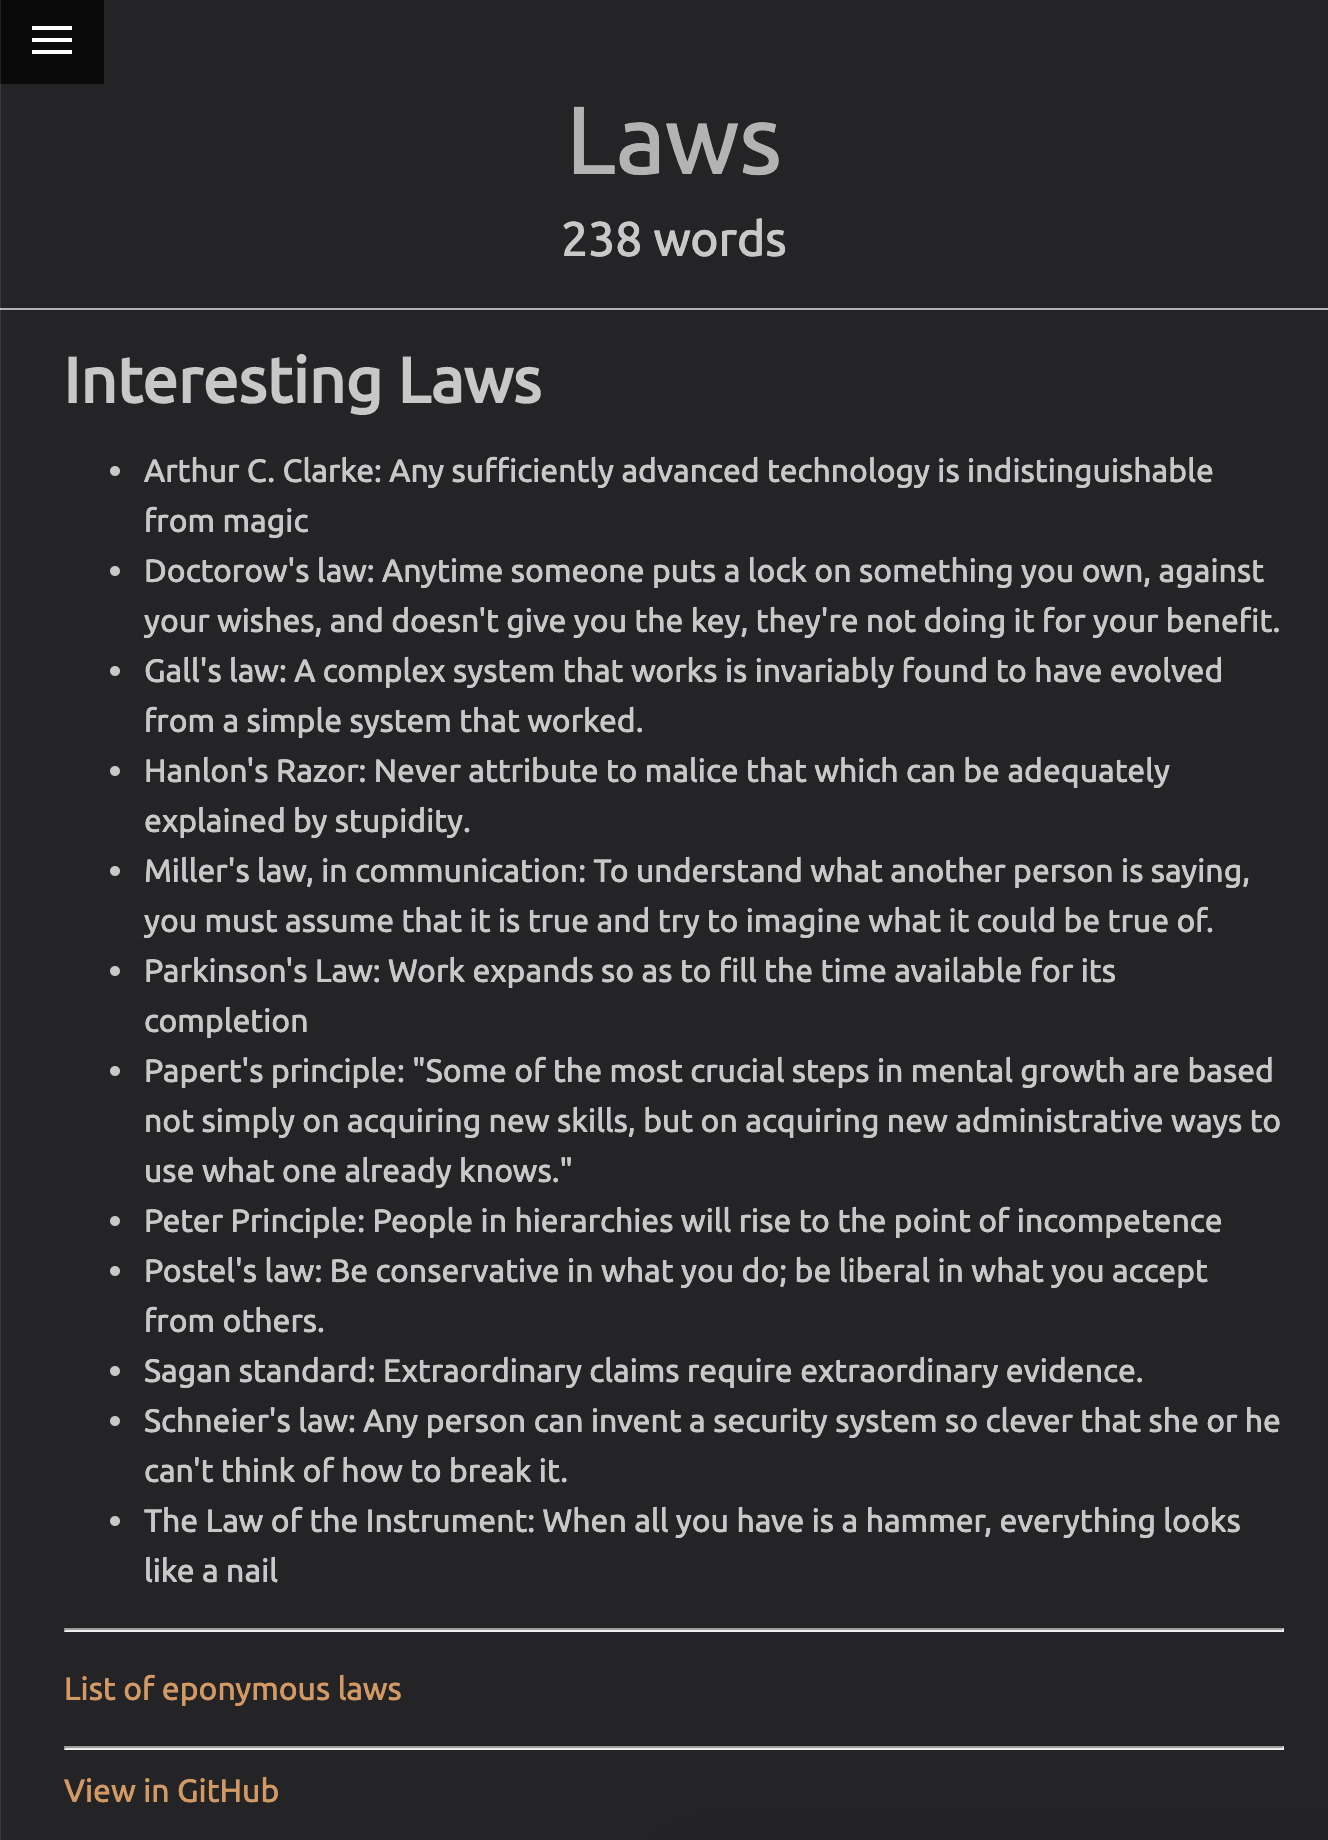 Laws
238 words
Interesting Laws
• Arthur C. Clarke: Any sufficiently advanced technology is indistinguishable
from magic
• Doctorow's law: Anytime someone puts a lock on something you own, against
your wishes, and doesn't give you the key, they're not doing it for your benefit.
• Gall's law: A complex system that works is invariably found to have evolved
from a simple system that worked.
• Hanlon's Razor: Never attribute to malice that which can be adequately
explained by stupidity.
• Miller's law, in communication: To understand what another person is saying,
you must assume that it is true and try to imagine what it could be true of.
• Parkinson's Law: Work expands so as to fill the time available for its
completion
• Papert's principle: "Some of the most crucial steps in mental growth are based
not simply on acquiring new skills, but on acquiring new administrative ways to
use what one already knows."
• Peter Principle: People in hierarchies will rise to the point of incompetence
• Postel's law: Be conservative in what you do; be liberal in what you accept
from others.
• Sagan standard: Extraordinary claims require extraordinary evidence.
• Schneier's law: Any person can invent a security system so clever that she or he
can't think of how to break it.
• The Law of the Instrument: When all you have is a hammer, everything looks
like a nail
List of eponymous laws
View in GitHub